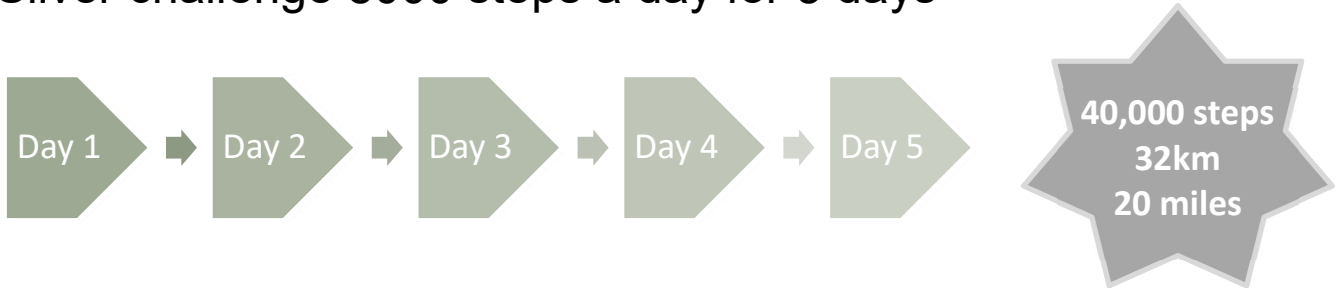 Silver challenge 8000 steps a day for 5 days
Day 1
Day 2
Day 3
Day 4
Day 5
40,000 steps
32km
20 miles